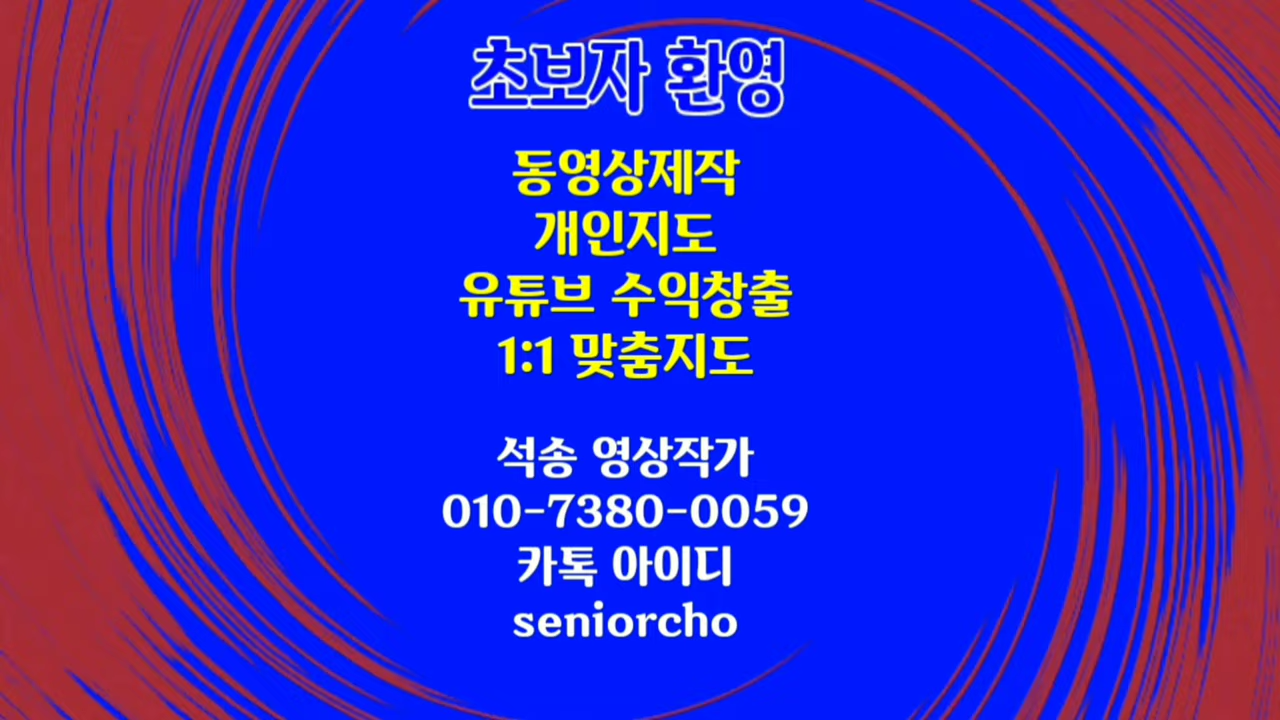 초보자 환영
동영상제작
개인지도
유튜브 수익창출
1:1 맞춤지도
석송 영상작가
010-7380-0059
카톡 아이디
seniorcho